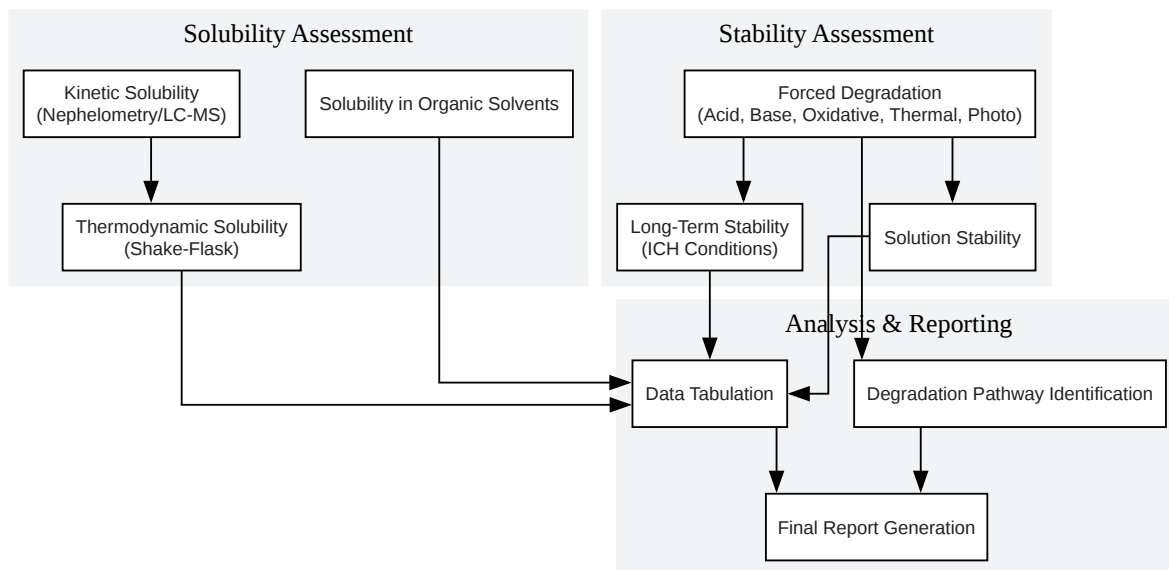 Solubility Assessment
Kinetic Solubility
(Nephelometry/LC-MS)
Solubility in Organic Solvents
Thermodynamic Solubility
(Shake-Flask)
Stability Assessment
Forced Degradation
(Acid, Base, Oxidative, Thermal, Photo)
Long-Term Stability
(ICH Conditions)
Solution Stability
Analysis & Reporting
Data Tabulation
Degradation Pathway Identification
Final Report Generation